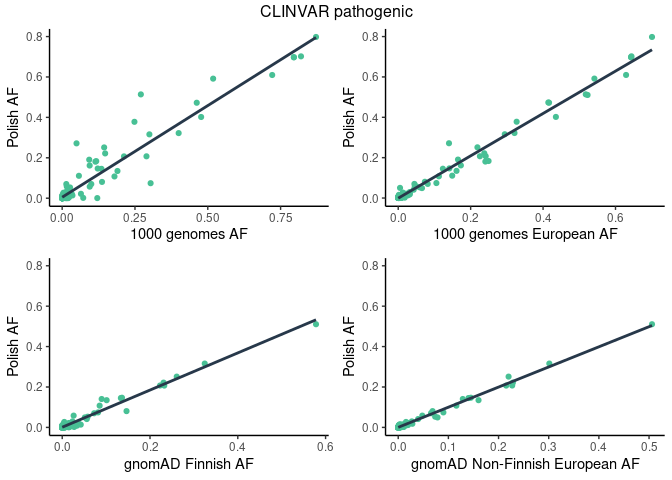 CLINVAR pathogenic
0.8
0.6
0.4
0.2
0.0
Polish AF
0.00 0.25 0.50 0.75
1000 genomes AF
0.8
0.6
0.4
0.2
0.0
Polish AF
0.0 0.2 0.4 0.6
1000 genomes European AF
0.8
0.6
0.4
0.2
0.0
Polish AF
0.0 0.2 0.4 0.6
gnomAD Finnish AF
0.8
0.6
0.4
0.2
0.0
Polish AF
0.0 0.1 0.2 0.3 0.4 0.5
gnomAD Non-Finnish European AF